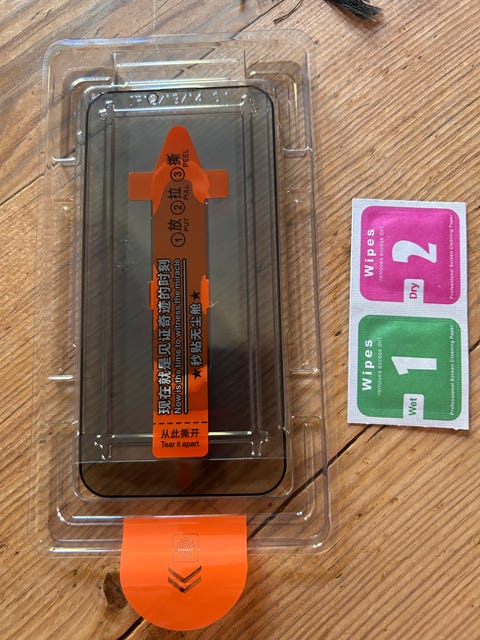 现在就是见证奇迹的时刻
Now is the time to witness the miracle
★秒贴无尘舱★
①放 ②拉 ③撕
PUT PULL PEEL
从此撕开
Tear it apart
Wipes
removes excess dirt
Dry 2
Professional Screen Cleaning Paper
Wipes
removes excess dirt
Wet 1
Professional Screen Cleaning Paper